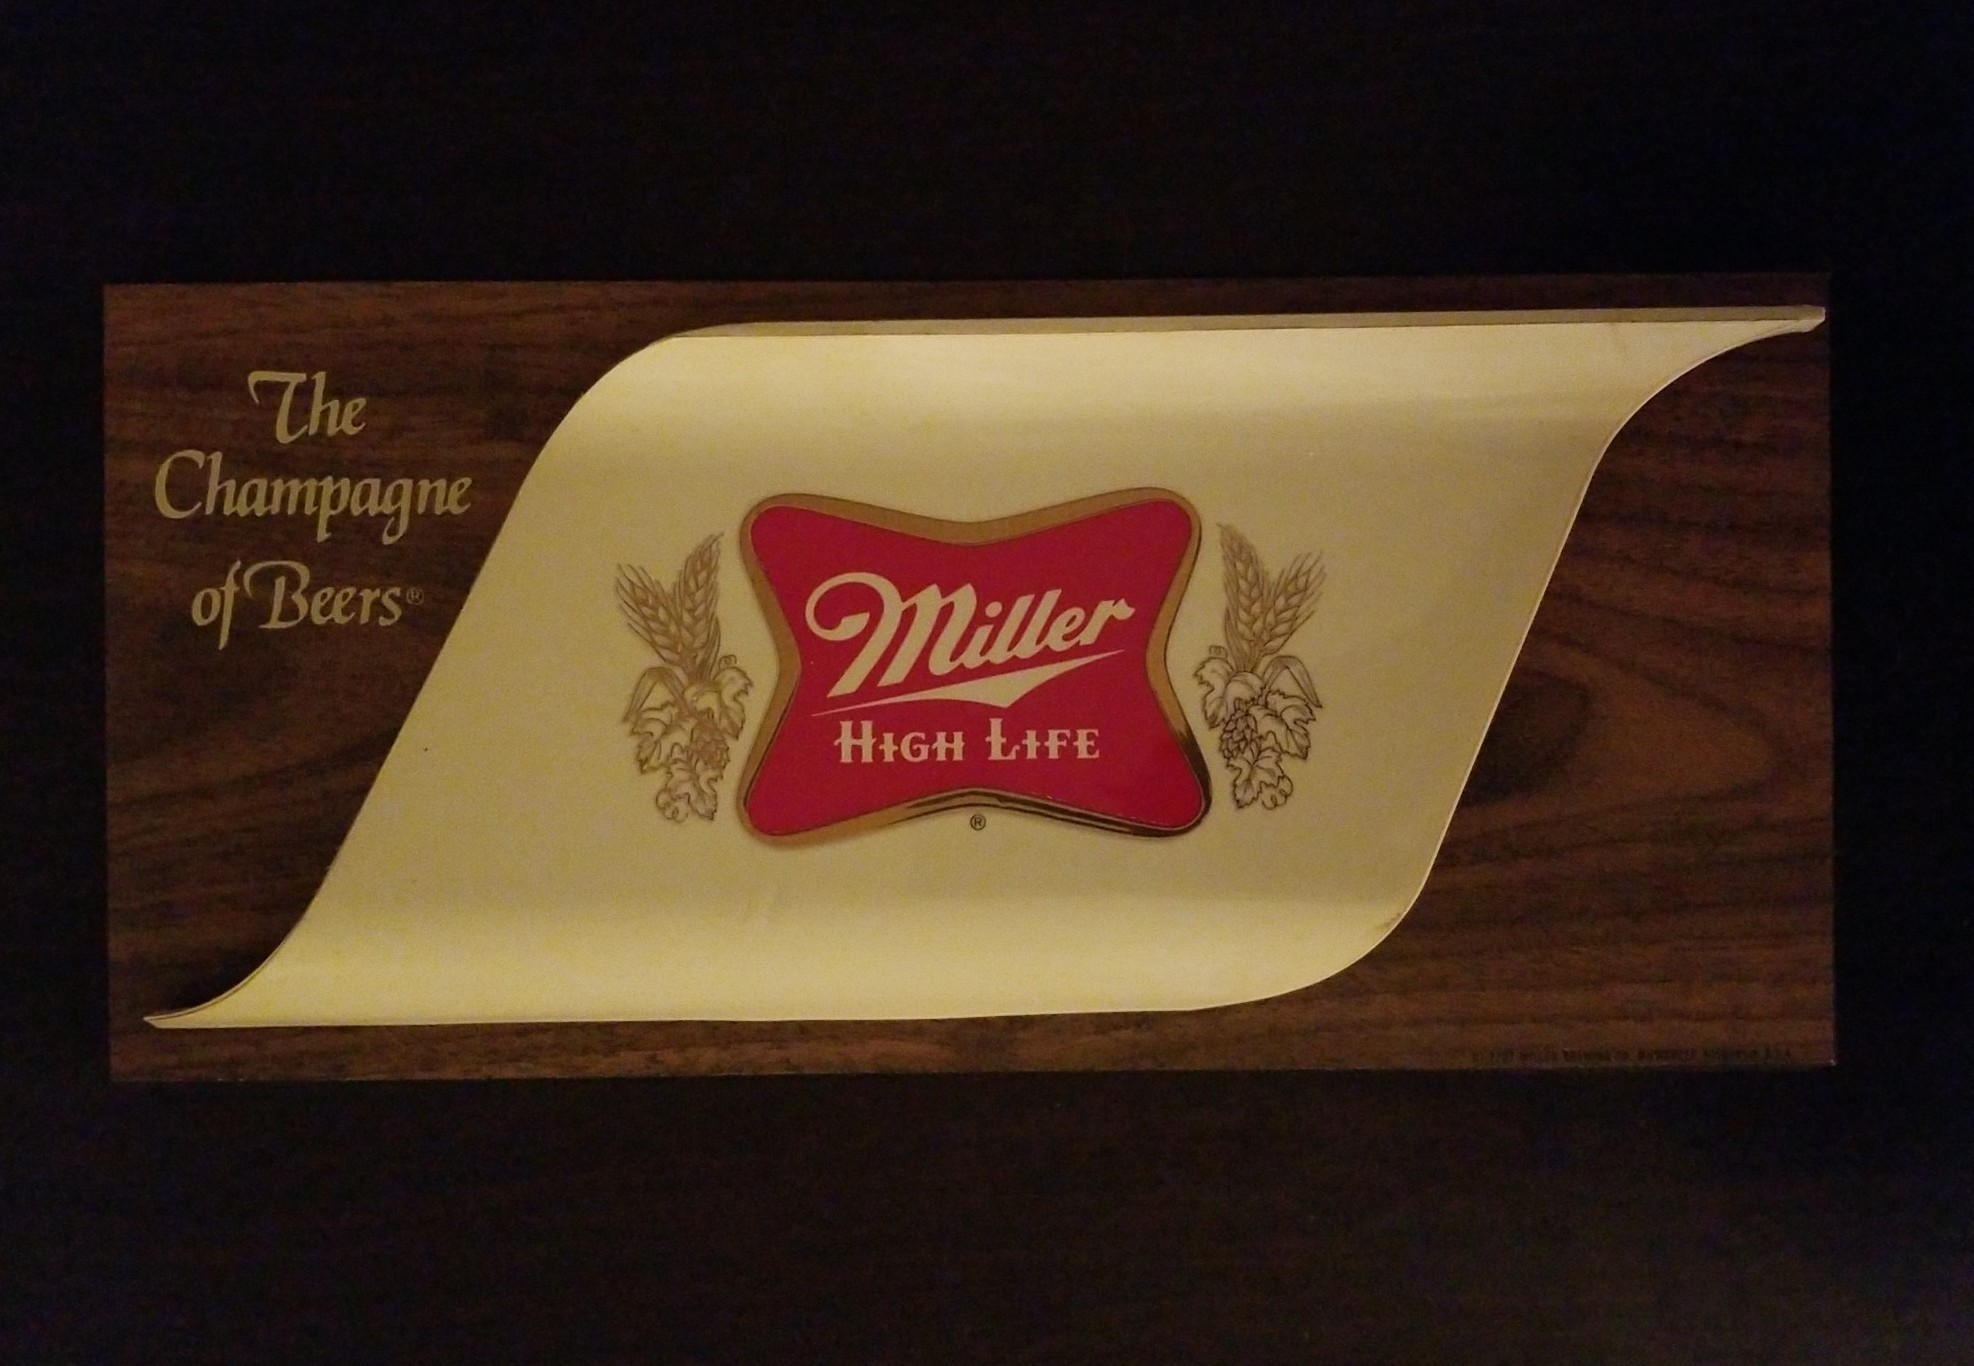 The
Champagne
of Beers®
Miller
HIGH LIFE
®